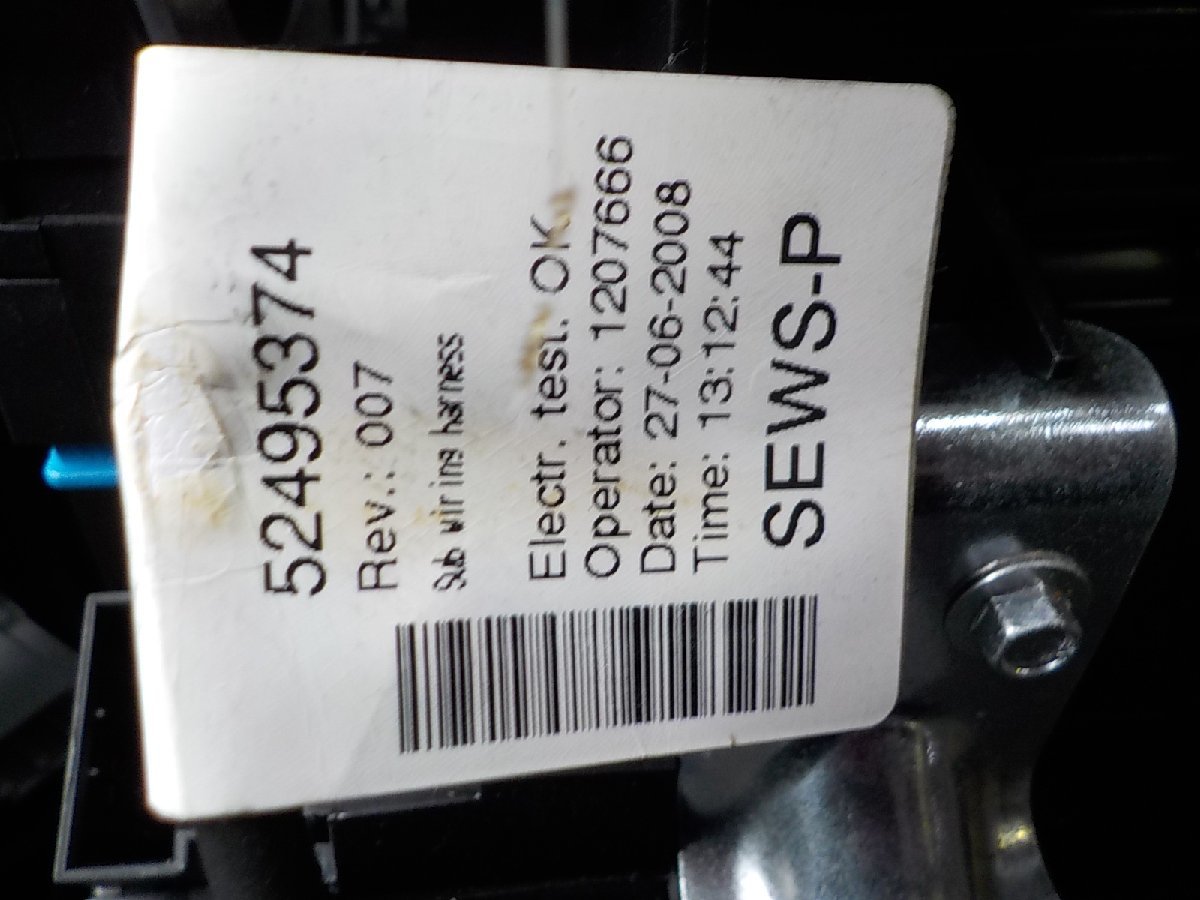 52495374
Rev.: 007
Sub wiring harness
Electr. test. OK
Operator: 1207666
Date: 27-06-2008
Time: 13:12:44
SEWS-P